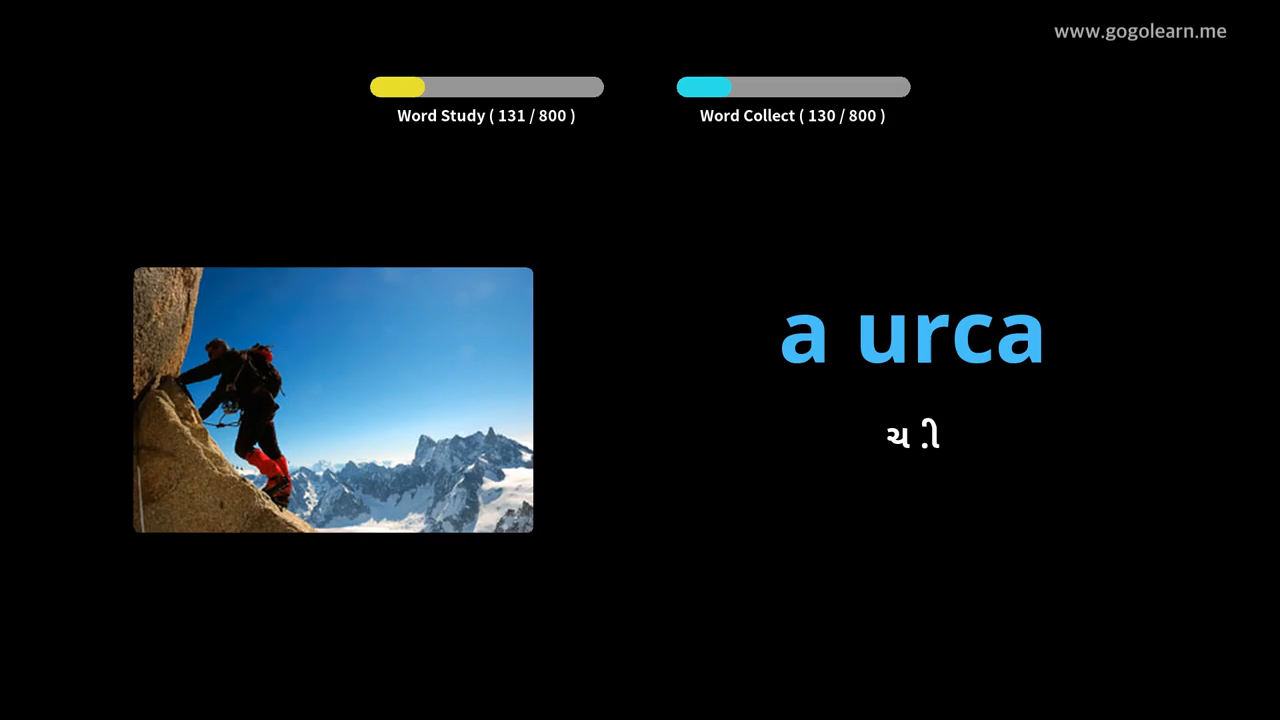 www.gogolearn.me
Word Study ( 131 / 800 )
Word Collect ( 130 / 800 )
a urca
ચ .ી